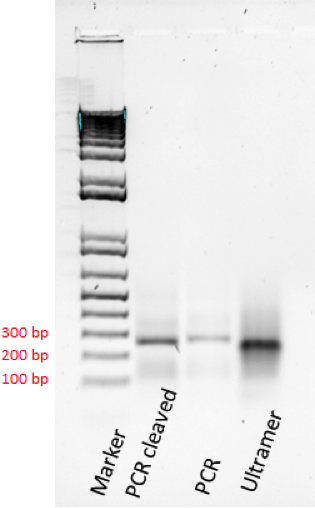 300 bp
200 bp
100 bp
Marker
PCR cleaved
PCR
Ultramer